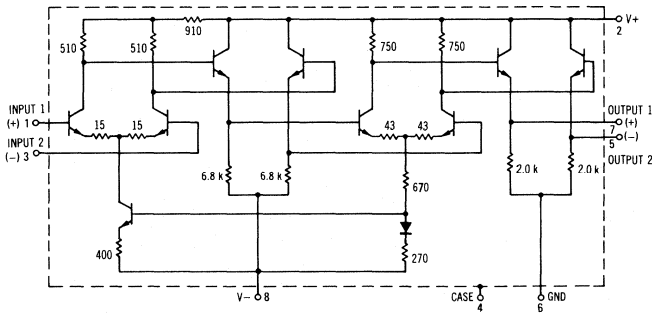 910
V+
2
510
510
750
750
INPUT 1
(+) 1
15
15
43
43
OUTPUT 1
(+)
7
(−)
5
INPUT 2
(−) 3
OUTPUT 2
6.8 k
6.8 k
670
2.0 k
2.0 k
400
270
V− 8
CASE
4
GND
6